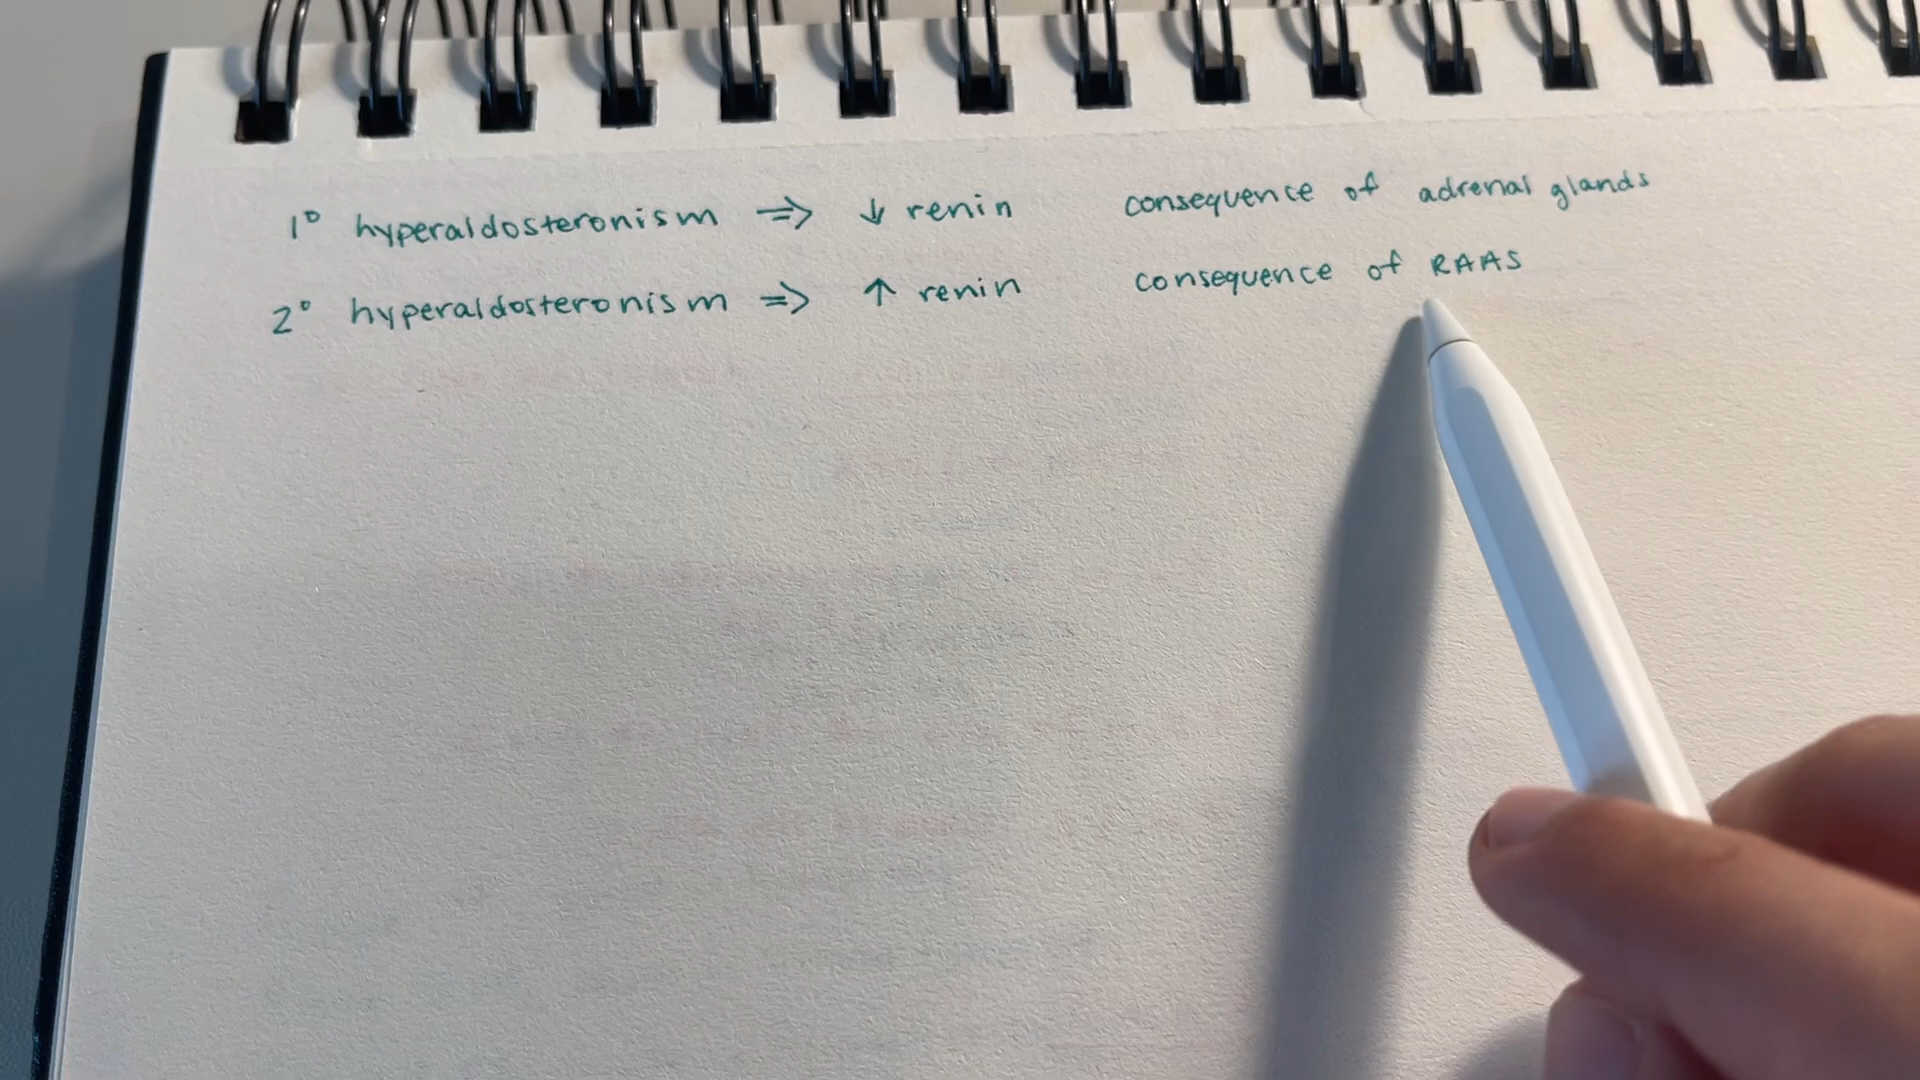 1° hyperaldosteronism ⇒ ↓ renin consequence of adrenal glands
2° hyperaldosteronism ⇒ ↑ renin consequence of RAAS